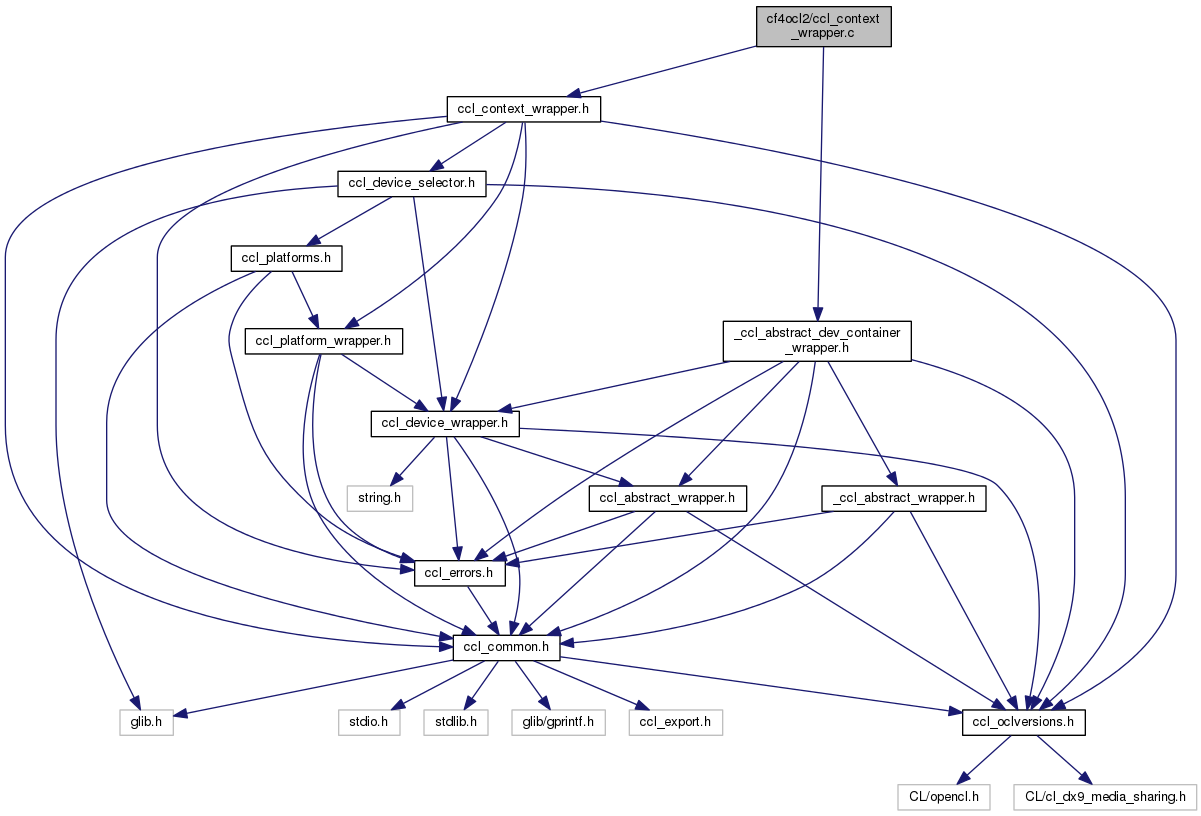 cf4ocl2/ccl_context
_wrapper.c
ccl_context_wrapper.h
ccl_device_selector.h
ccl_platforms.h
ccl_platform_wrapper.h
_ccl_abstract_dev_container
_wrapper.h
ccl_device_wrapper.h
string.h
ccl_abstract_wrapper.h
_ccl_abstract_wrapper.h
ccl_errors.h
ccl_common.h
glib.h
stdio.h
stdlib.h
glib/gprintf.h
ccl_export.h
ccl_oclversions.h
CL/opencl.h
CL/cl_dx9_media_sharing.h